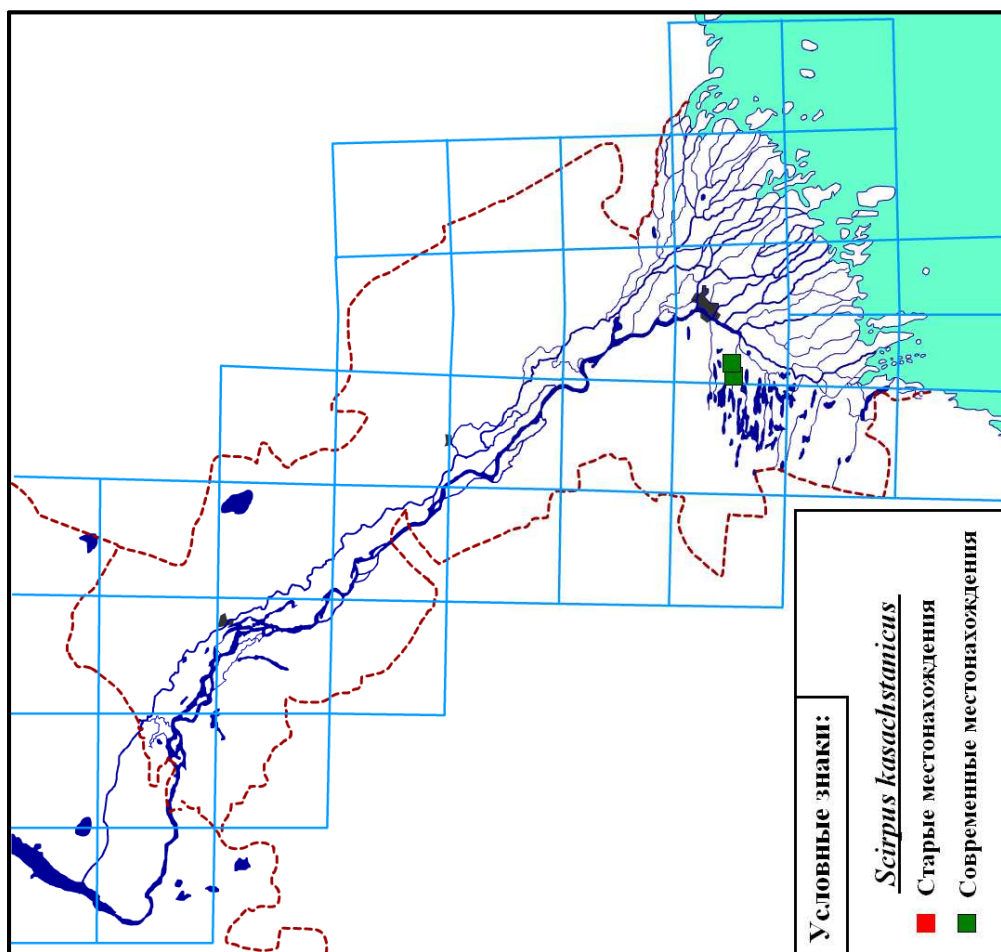 Условные знаки:
Scirpus kasachstanicus
Старые местонахождения
Современные местонахождения